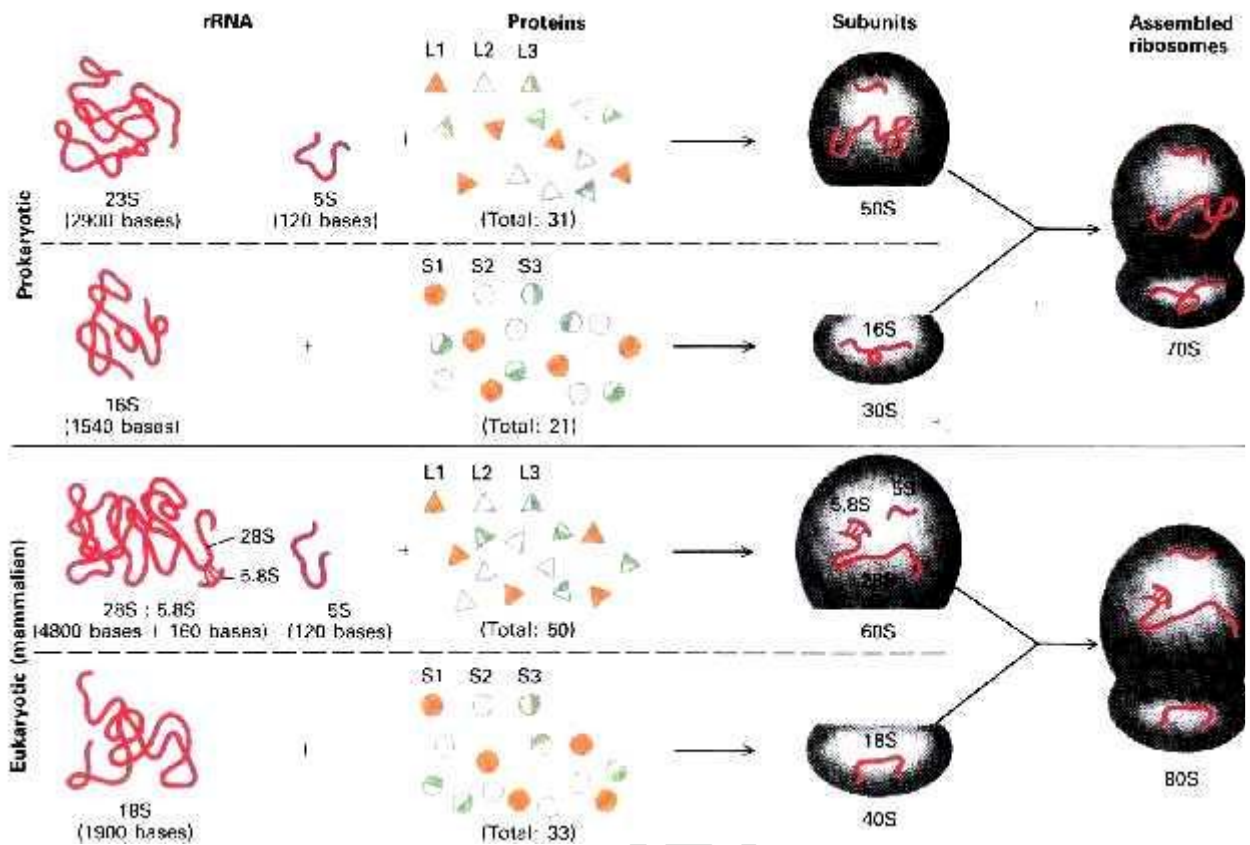 rRNA
Proteins
Subunits
Assembled
ribosomes
Prokaryotic
L1 L2 L3
23S
(2900 bases)
5S
(120 bases)
+
(Total: 31)
50S
S1 S2 S3
+
16S
(1540 bases)
(Total: 21)
16S
30S
70S
Eukaryotic (mammalian)
L1 L2 L3
28S
5.8S
+
28S : 5.8S
(4800 bases + 160 bases)
5S
(120 bases)
(Total: 50)
5.8S
5S
28S
60S
S1 S2 S3
18S
(1900 bases)
(Total: 33)
18S
40S
80S